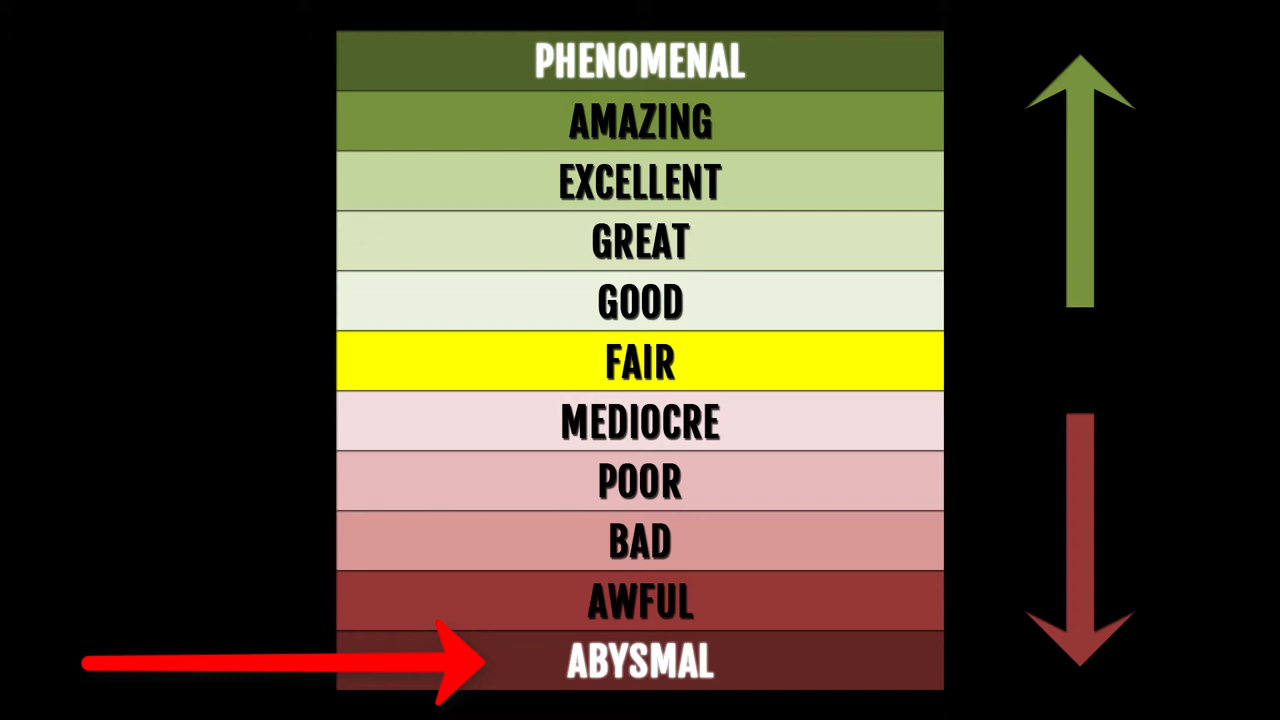 PHENOMENAL
AMAZING
EXCELLENT
GREAT
GOOD
FAIR
MEDIOCRE
POOR
BAD
AWFUL
ABYSMAL